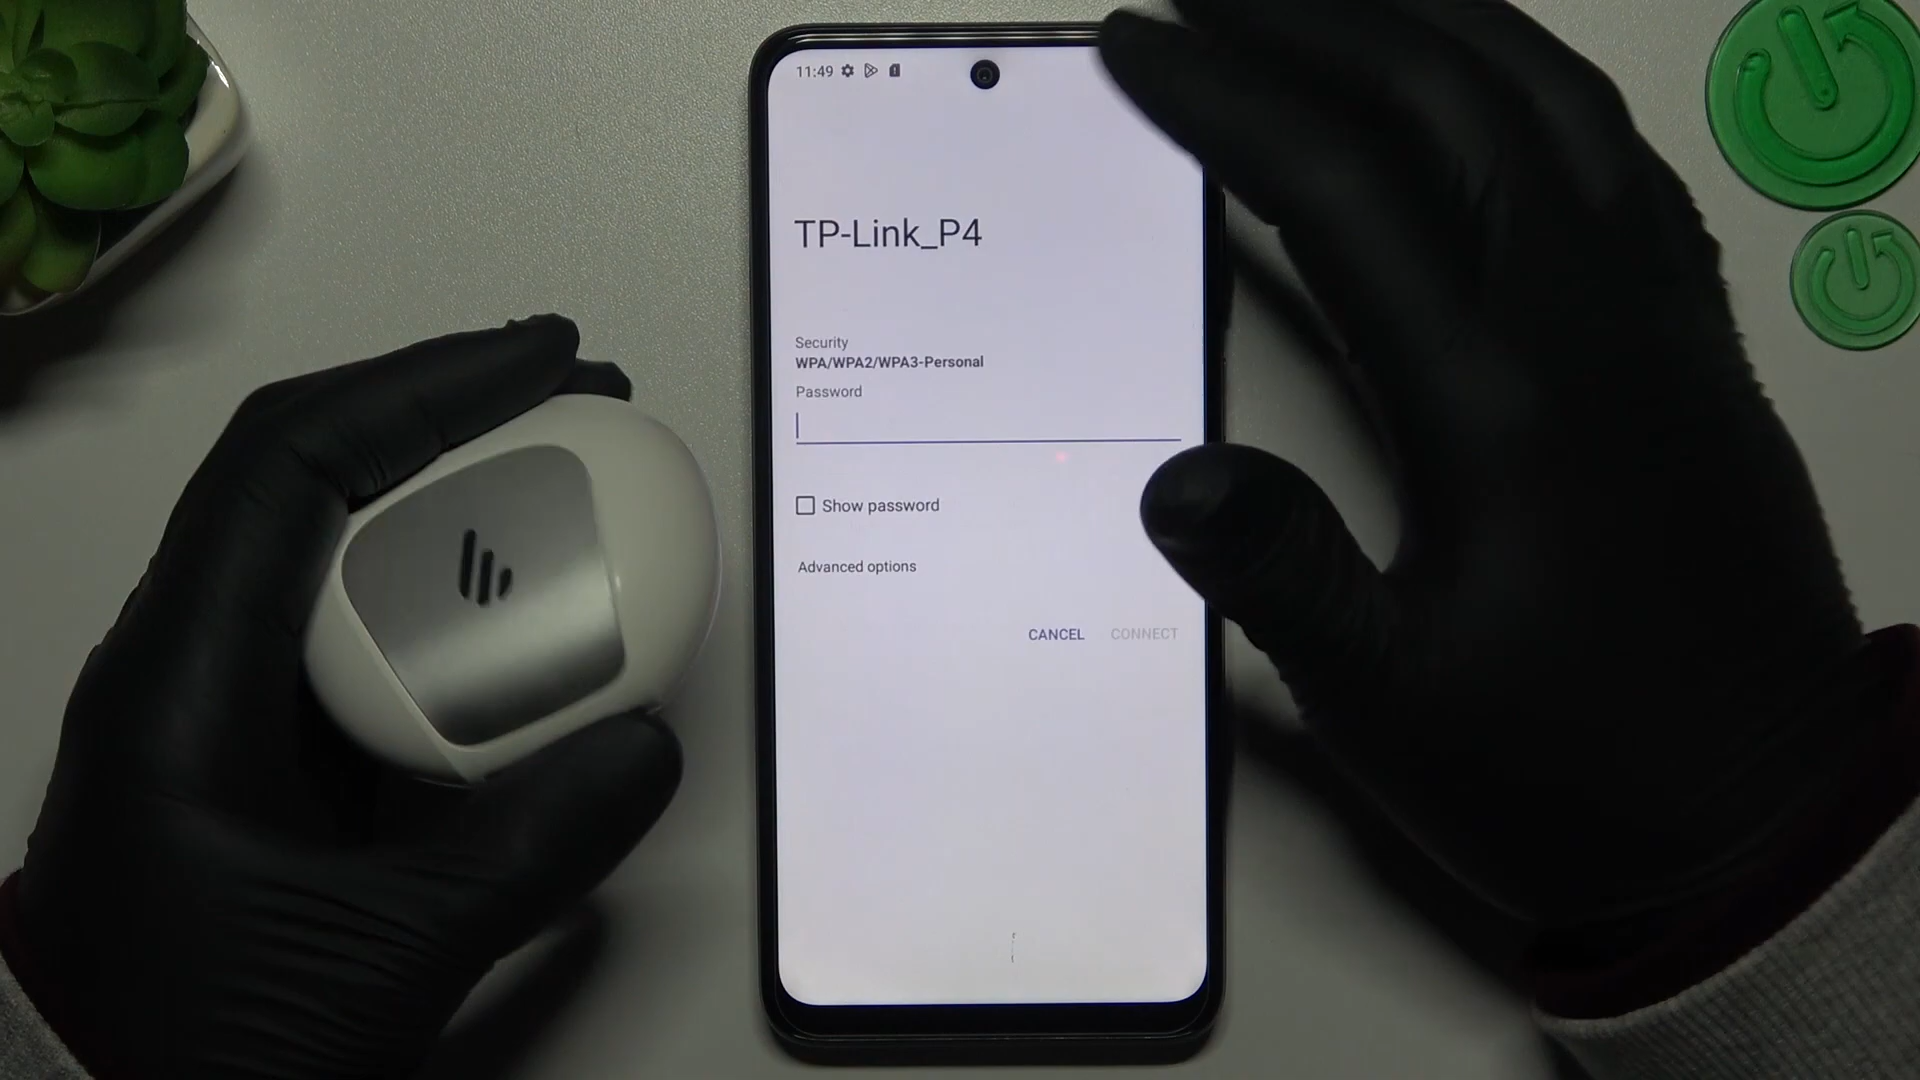 11:49
TP-Link_P4
Security
WPA/WPA2/WPA3-Personal
Password
Show password
Advanced options
CANCEL CONNECT